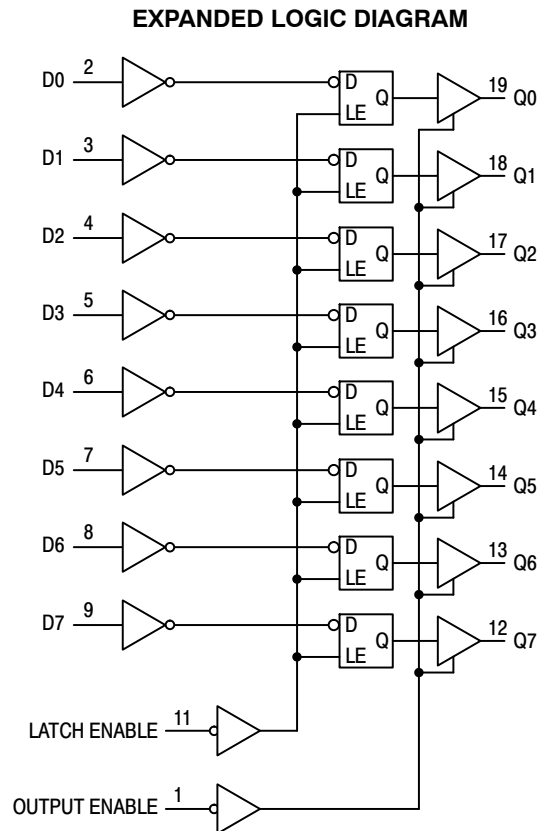 EXPANDED LOGIC DIAGRAM
D0 2 D Q LE 19 Q0
D1 3 D Q LE 18 Q1
D2 4 D Q LE 17 Q2
D3 5 D Q LE 16 Q3
D4 6 D Q LE 15 Q4
D5 7 D Q LE 14 Q5
D6 8 D Q LE 13 Q6
D7 9 D Q LE 12 Q7
LATCH ENABLE 11
OUTPUT ENABLE 1